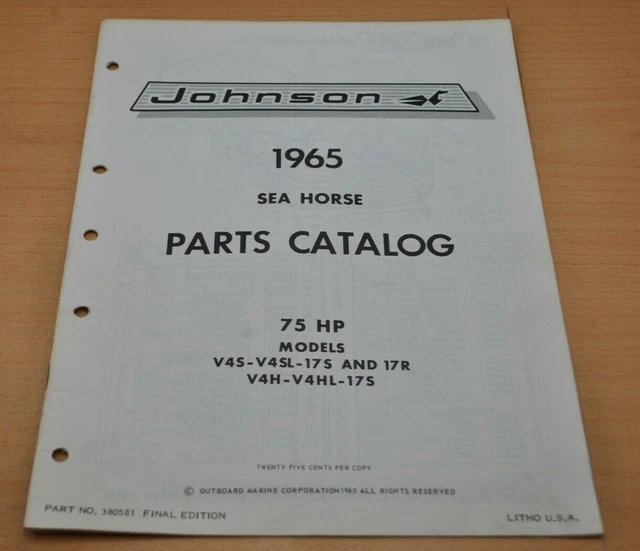 Johnson
1965
SEA HORSE
PARTS CATALOG
75 HP
MODELS
V4S-V4SL-17S AND 17R
V4H-V4HL-17S
TWENTY FIVE CENTS PER COPY
© OUTBOARD MARINE CORPORATION 1965 ALL RIGHTS RESERVED
PART NO. 380581 FINAL EDITION
LITHO U.S.A.